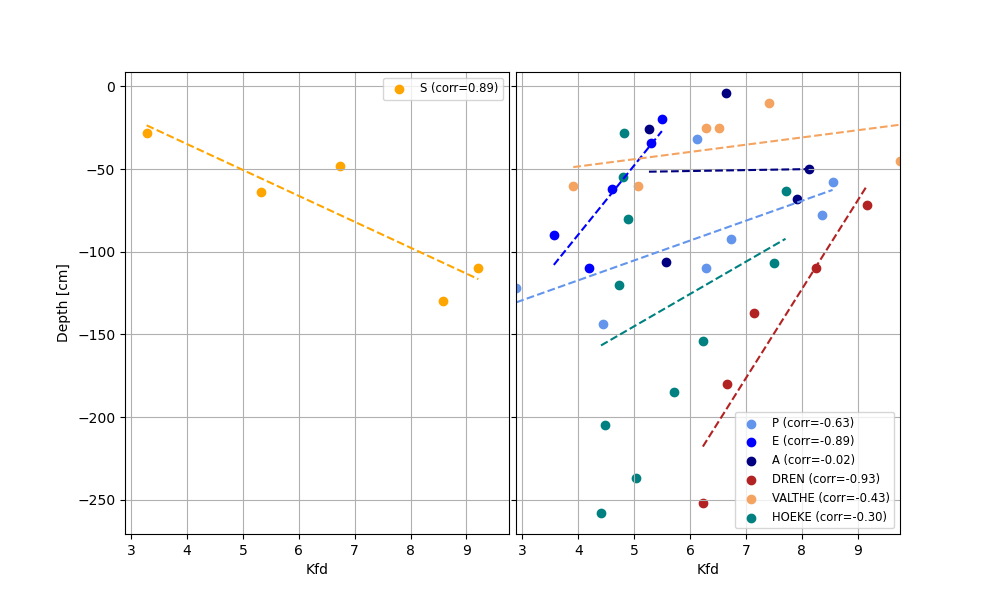 S (corr=0.89)
0
−50
−100
−150
−200
−250
Depth [cm]
3 4 5 6 7 8 9
Kfd
P (corr=-0.63)
E (corr=-0.89)
A (corr=-0.02)
DREN (corr=-0.93)
VALTHE (corr=-0.43)
HOEKE (corr=-0.30)
3 4 5 6 7 8 9
Kfd